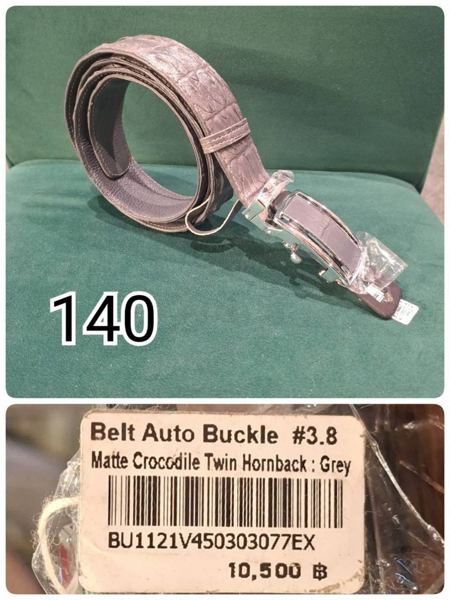 140
Belt Auto Buckle #3.8
Matte Crocodile Twin Hornback : Grey
BU1121V450303077EX
10,500 ฿